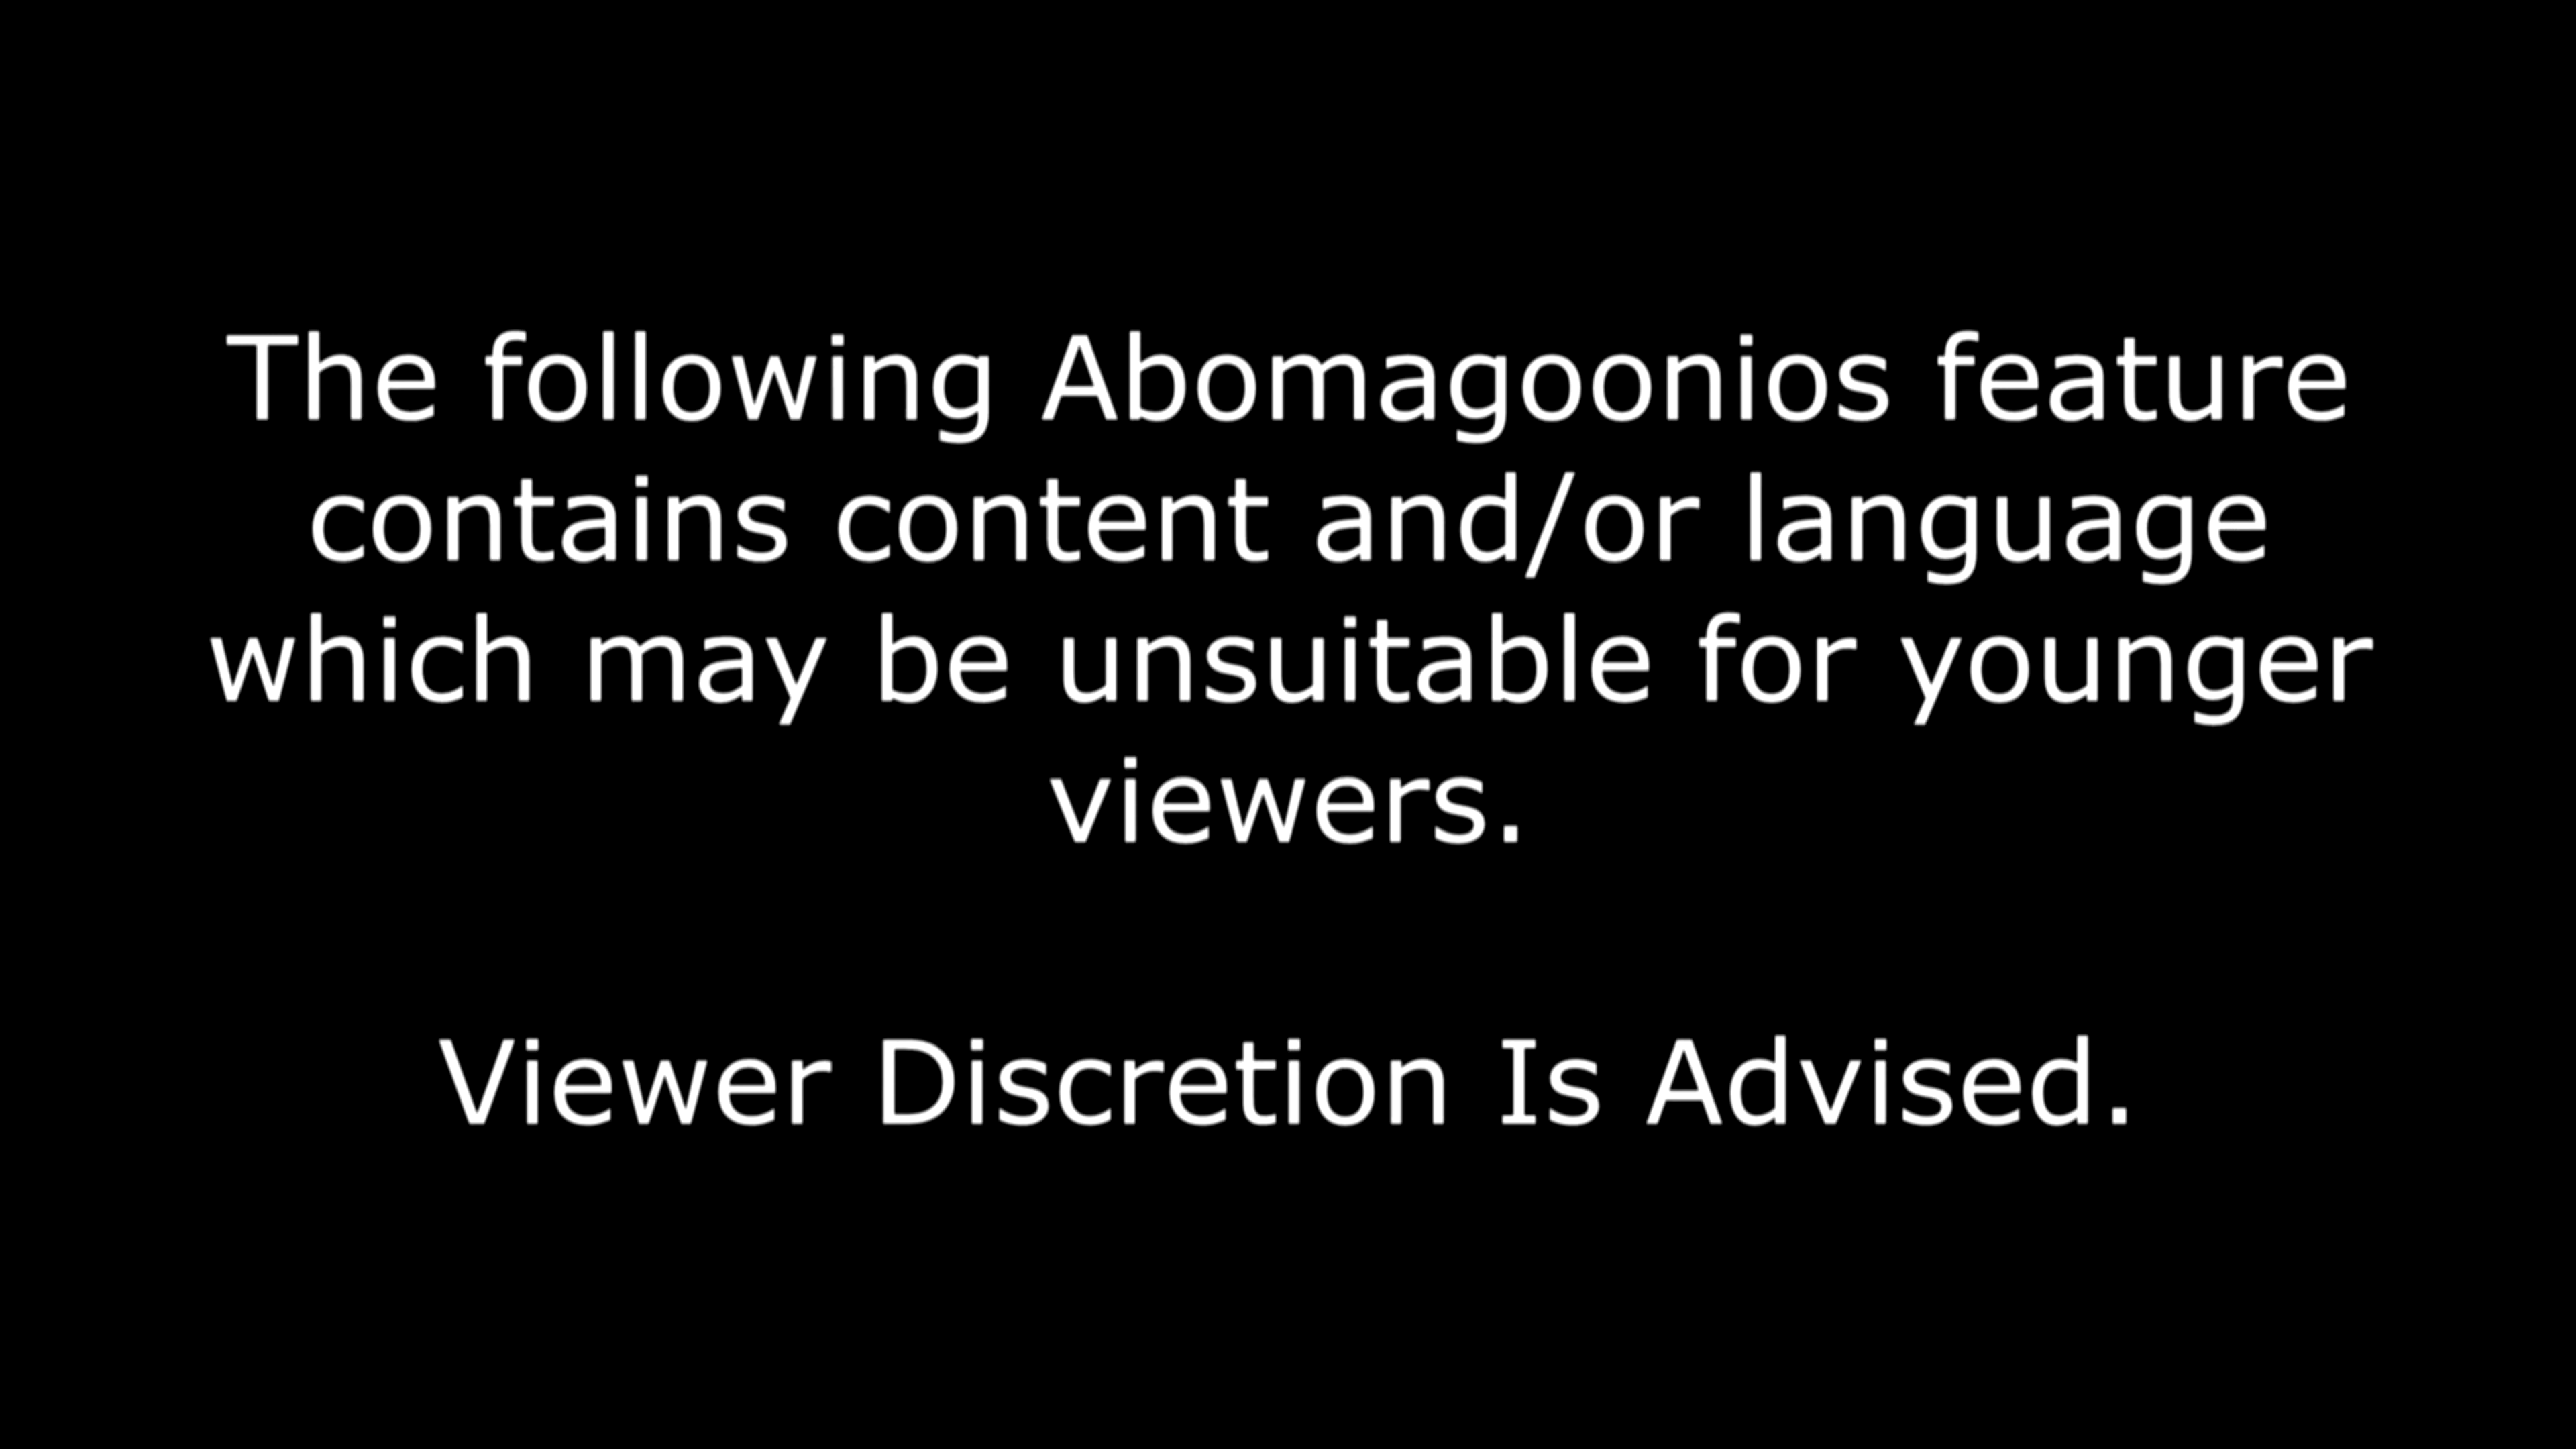 The following Abomagoonios feature
contains content and/or language
which may be unsuitable for younger
viewers.
Viewer Discretion Is Advised.